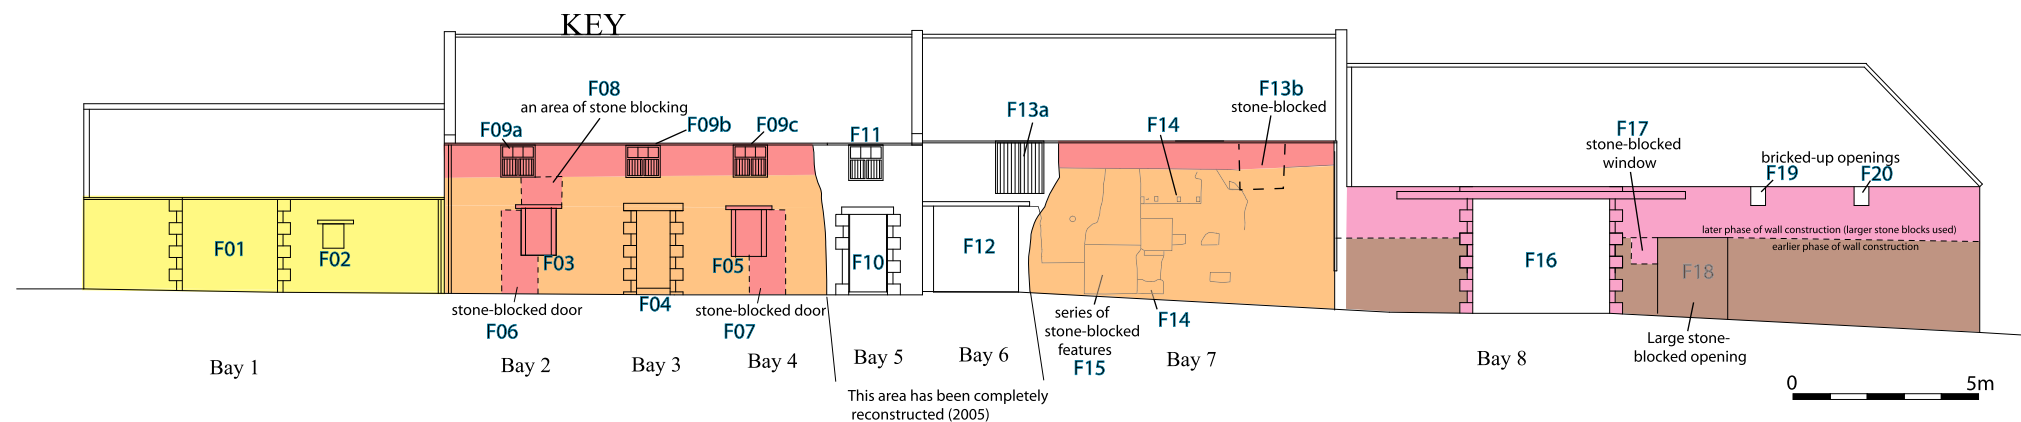 KEY
F08
an area of stone blocking
F09a
F09b
F09c
F11
F13a
F14
F13b
stone-blocked
F17
stone-blocked
window
bricked-up openings
F19
F20
F01
F02
F03
F04
F05
F10
F12
F16
F18
later phase of wall construction (larger stone blocks used)
earlier phase of wall construction
stone-blocked door
F06
stone-blocked door
F07
series of
stone-blocked
features
F15
F14
Large stone-
blocked opening
Bay 1
Bay 2
Bay 3
Bay 4
Bay 5
Bay 6
Bay 7
Bay 8
This area has been completely
reconstructed (2005)
0
5m